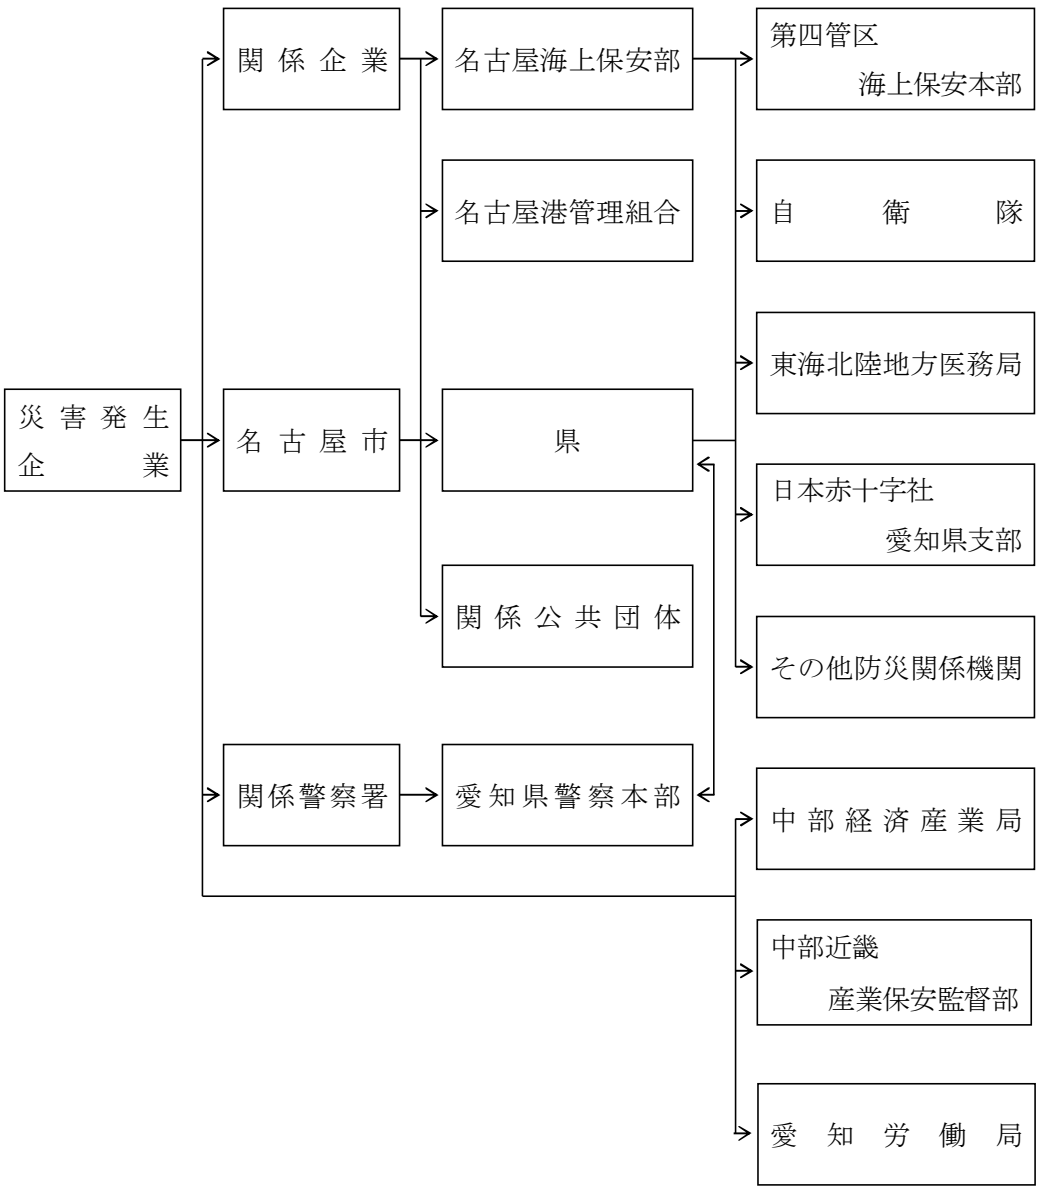 災害発生
企業
関係企業
名古屋市
関係警察署
名古屋海上保安部
名古屋港管理組合
県
関係公共団体
愛知県警察本部
第四管区
海上保安本部
自衛隊
東海北陸地方医務局
日本赤十字社
愛知県支部
その他防災関係機関
中部経済産業局
中部近畿
産業保安監督部
愛知労働局